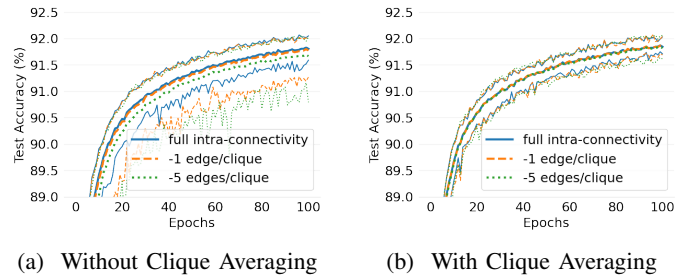 92.5
92.0
91.5
91.0
90.5
90.0
89.5
89.0
Test Accuracy (%)
full intra-connectivity
-1 edge/clique
-5 edges/clique
0 20 40 60 80 100
Epochs
(a) Without Clique Averaging
92.5
92.0
91.5
91.0
90.5
90.0
89.5
89.0
Test Accuracy (%)
full intra-connectivity
-1 edge/clique
-5 edges/clique
0 20 40 60 80 100
Epochs
(b) With Clique Averaging